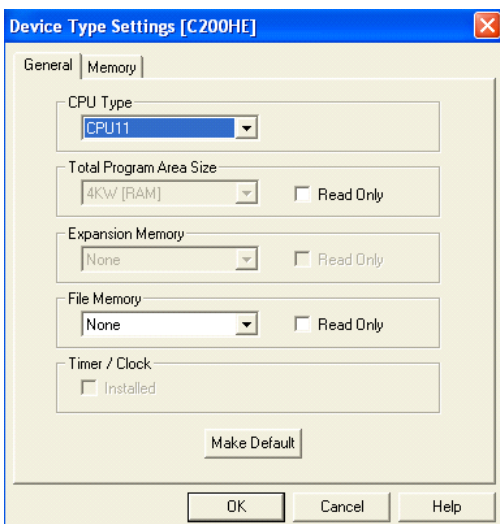 Device Type Settings [C200HE]
General Memory
CPU Type
CPU11
Total Program Area Size
4KW [RAM] Read Only
Expansion Memory
None Read Only
File Memory
None Read Only
Timer / Clock
Installed
Make Default
OK Cancel Help